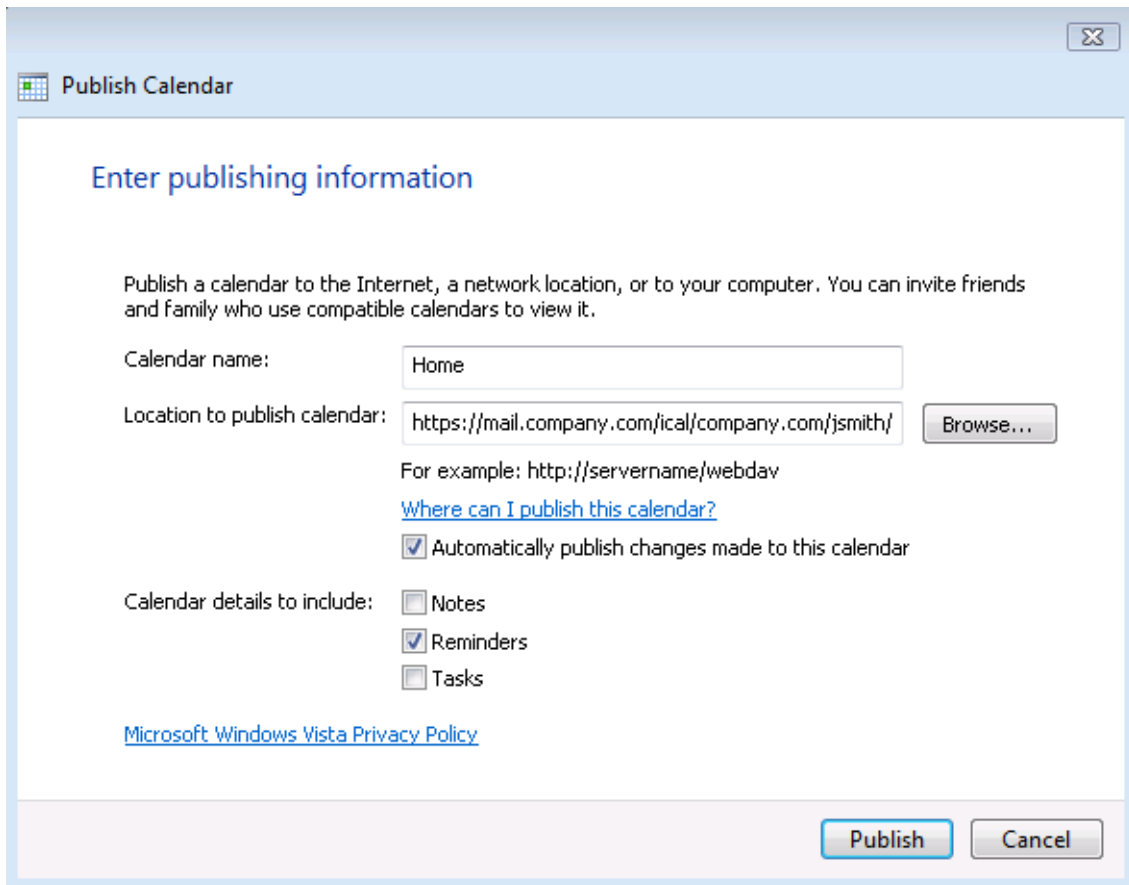 Publish Calendar
Enter publishing information
Publish a calendar to the Internet, a network location, or to your computer. You can invite friends
and family who use compatible calendars to view it.
Calendar name: Home
Location to publish calendar: https://mail.company.com/ical/company.com/jsmith/ Browse...
For example: http://servername/webdav
Where can I publish this calendar?
Automatically publish changes made to this calendar
Calendar details to include: Notes
Reminders
Tasks
Microsoft Windows Vista Privacy Policy
Publish Cancel